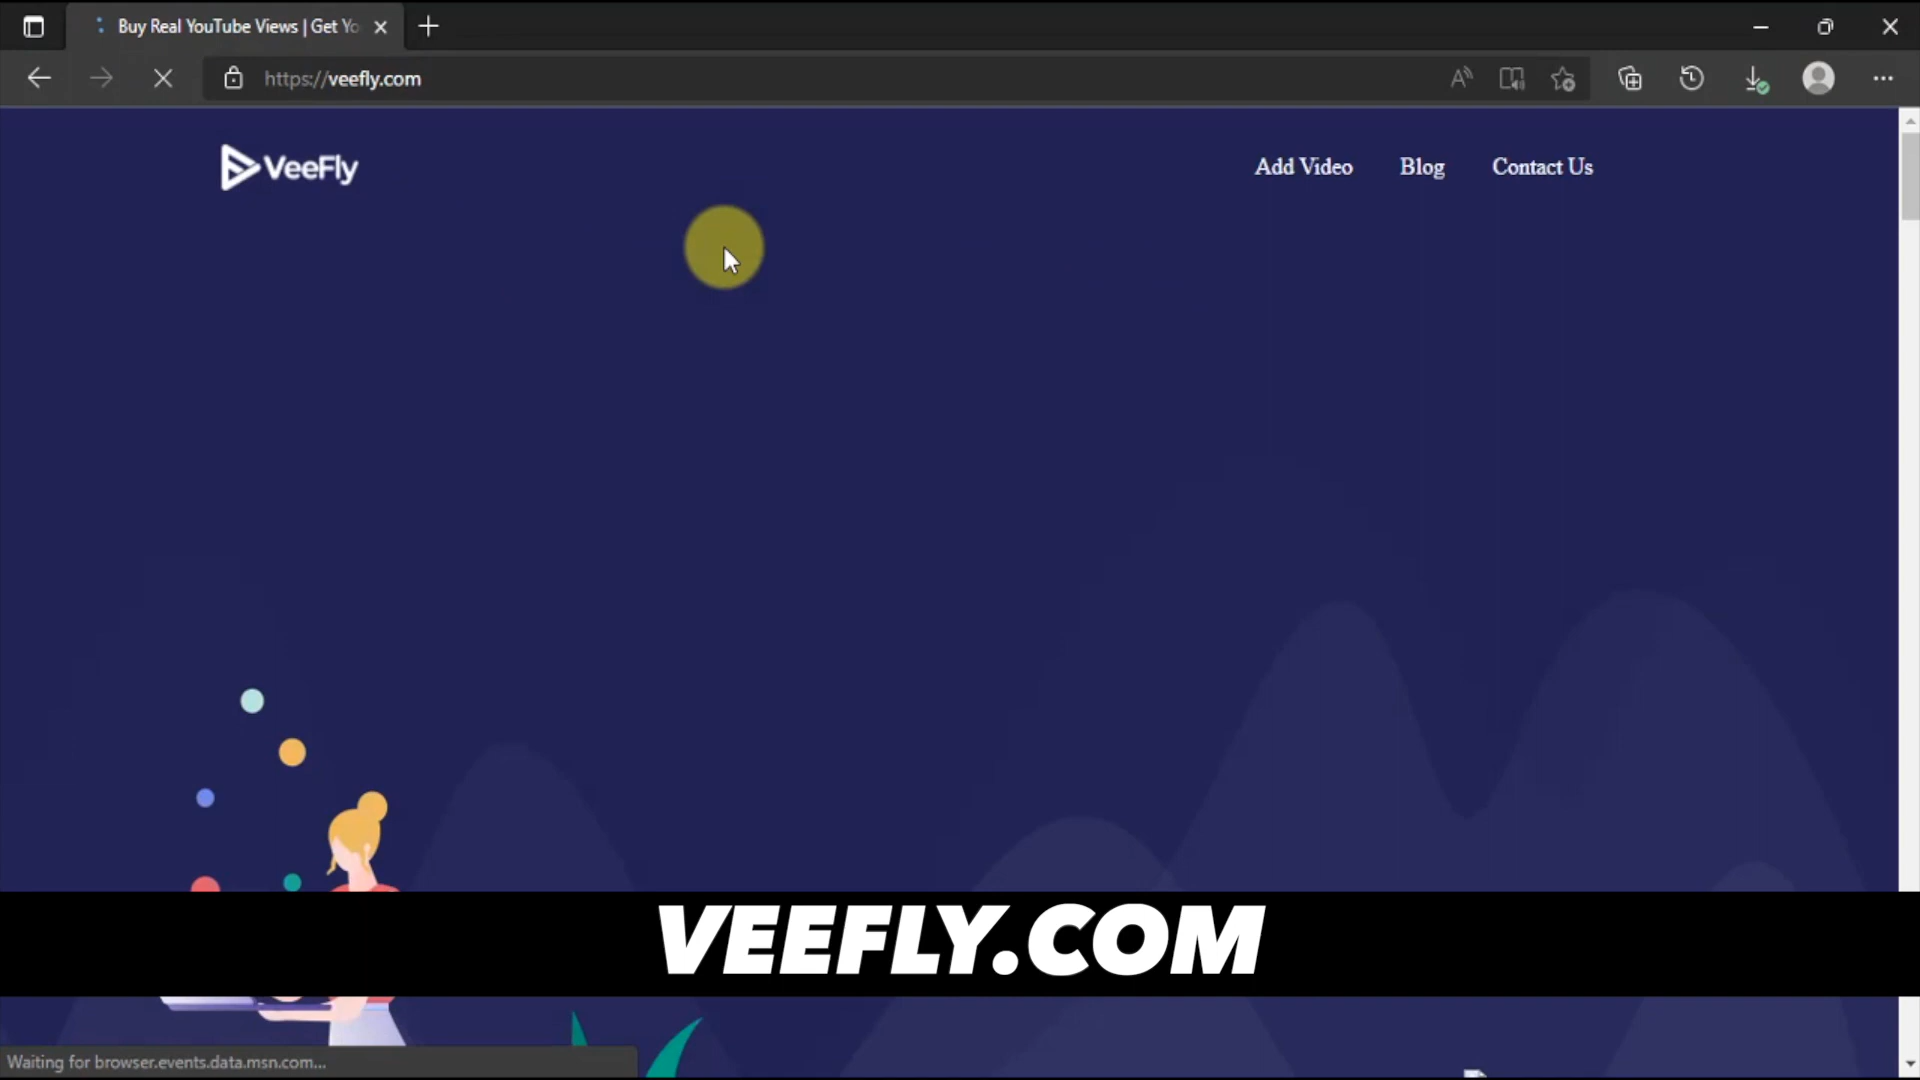 Buy Real YouTube Views | Get Yo
https://veefly.com
VeeFly
Add Video
Blog
Contact Us
VEEFLY.COM
Waiting for browser.events.data.msn.com...